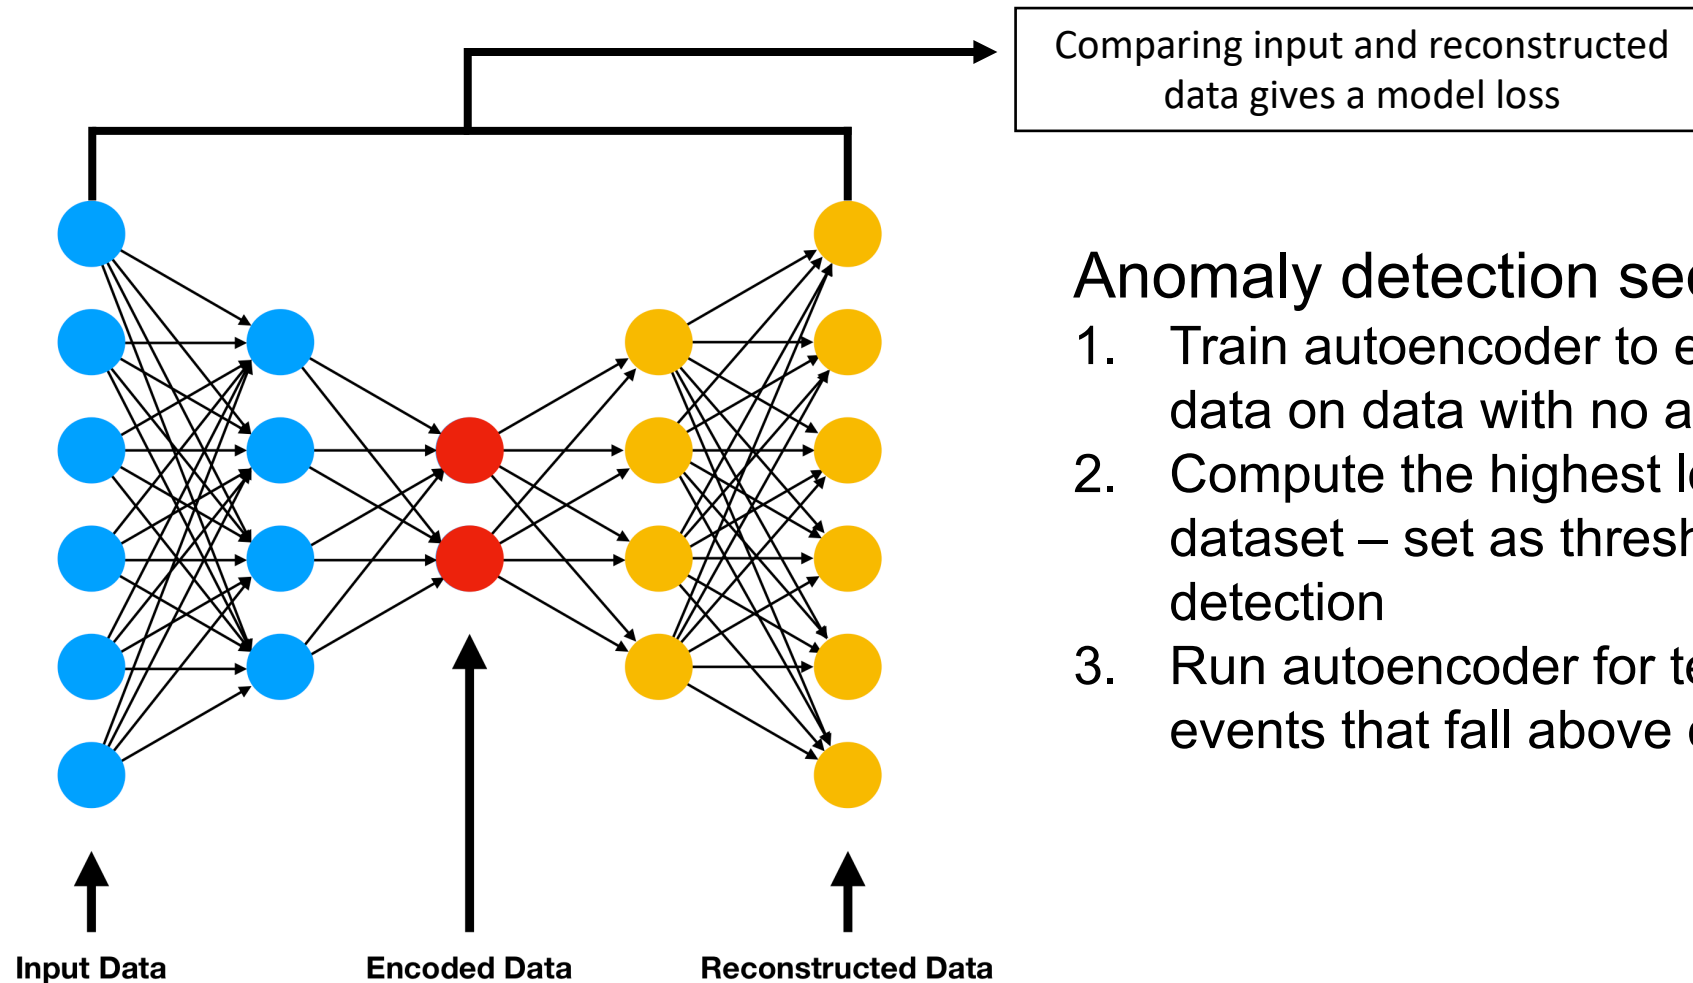 Comparing input and reconstructed
data gives a model loss
Anomaly detection
1. Train autoencoder to
data on data with no
2. Compute the highest
dataset – set as
detection
3. Run autoencoder for
events that fall above
Input Data
Encoded Data
Reconstructed Data